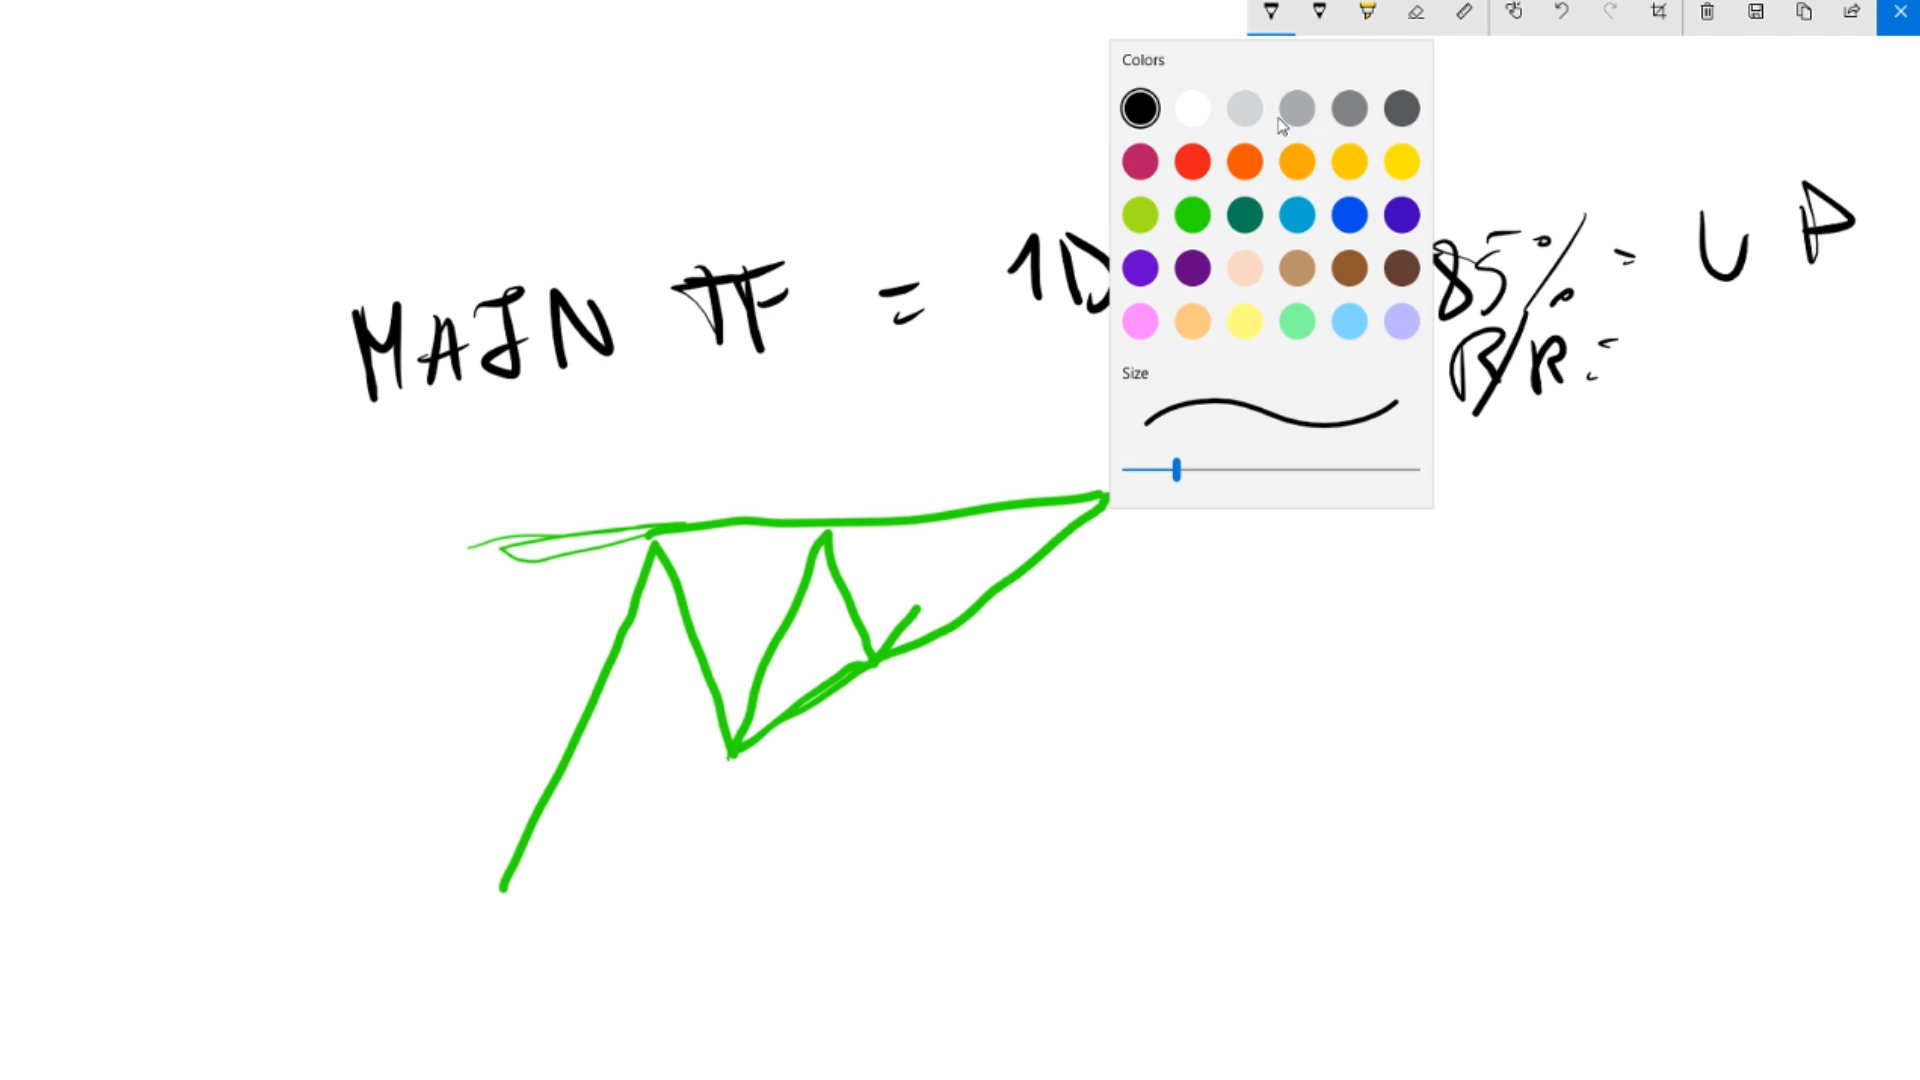 Colors
MAIN TF = 1D 85% = UP
R/R =
Size